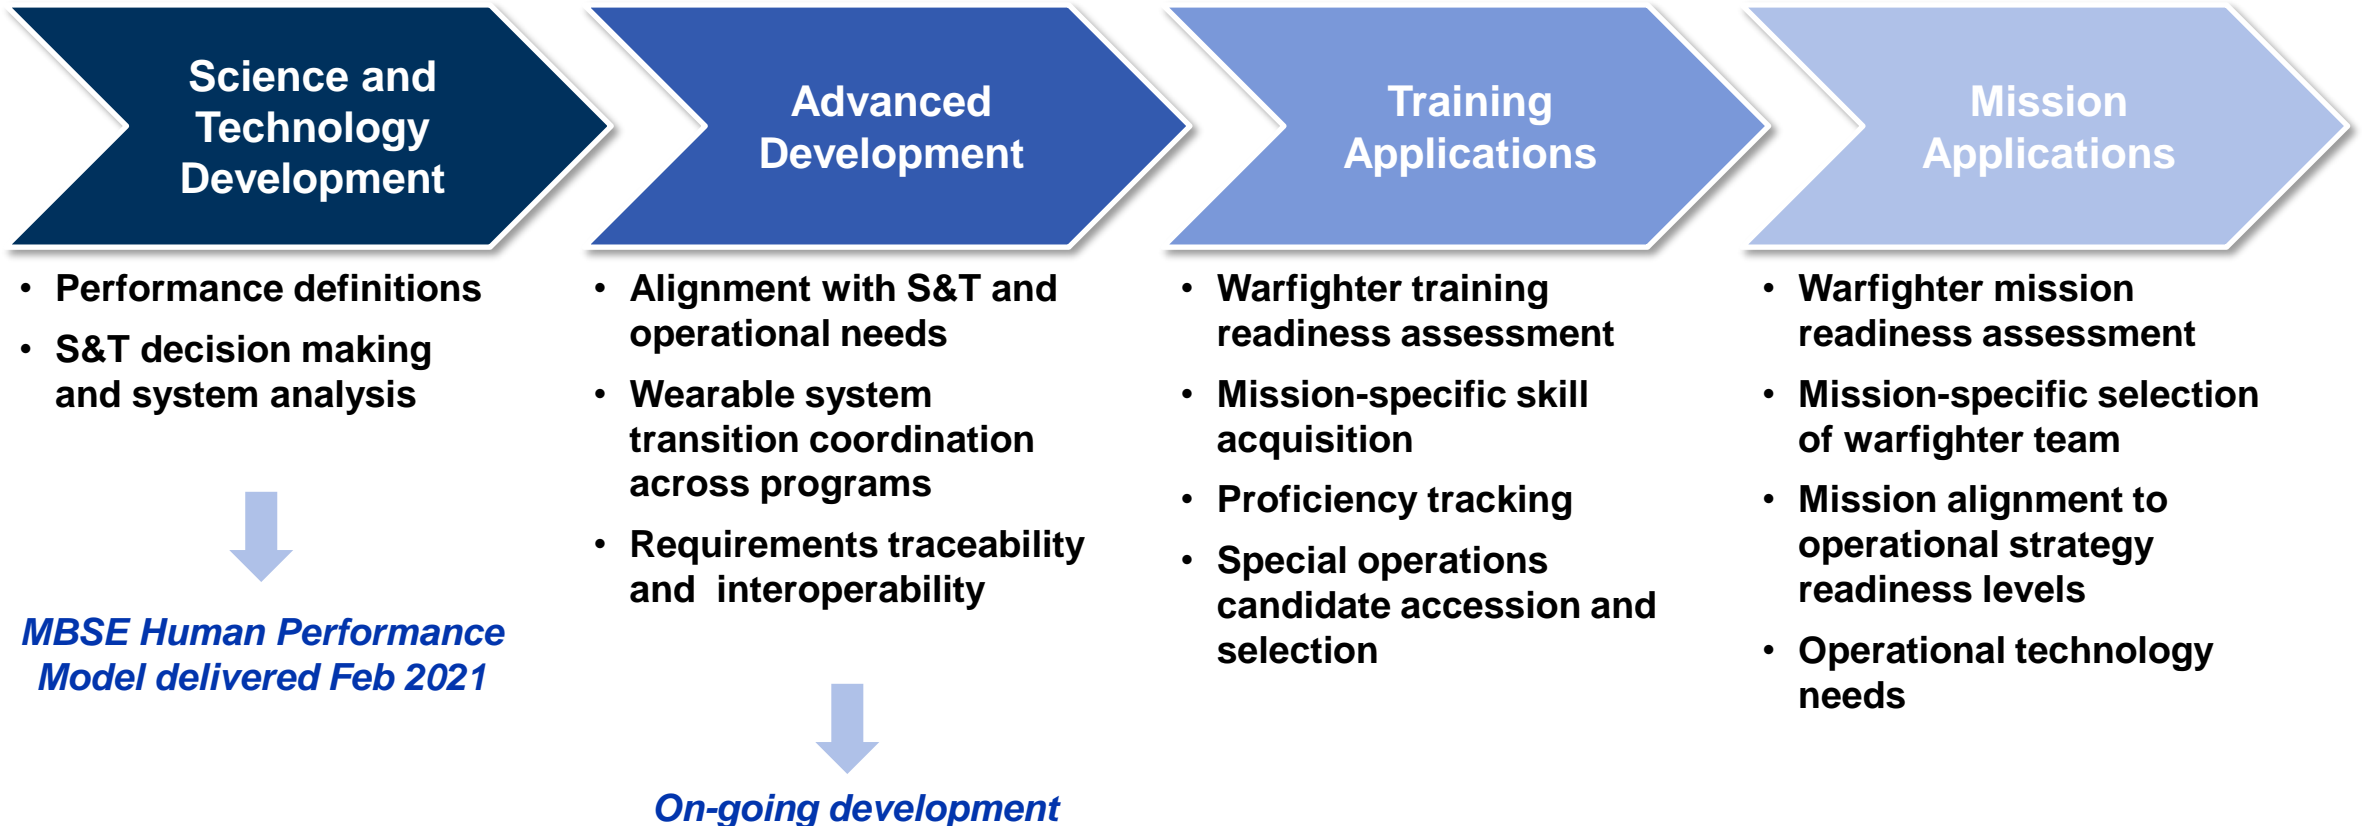 Science and
Technology
Development
Advanced
Development
Training
Applications
Mission
Applications
• Performance definitions
• S&T decision making
and system analysis
MBSE Human Performance
Model delivered Feb 2021
• Alignment with S&T and
operational needs
• Wearable system
transition coordination
across programs
• Requirements traceability
and  interoperability
On-going development
• Warfighter training
readiness assessment
• Mission-specific skill
acquisition
• Proficiency tracking
• Special operations
candidate accession and
selection
• Warfighter mission
readiness assessment
• Mission-specific selection
of warfighter team
• Mission alignment to
operational strategy
readiness levels
• Operational technology
needs